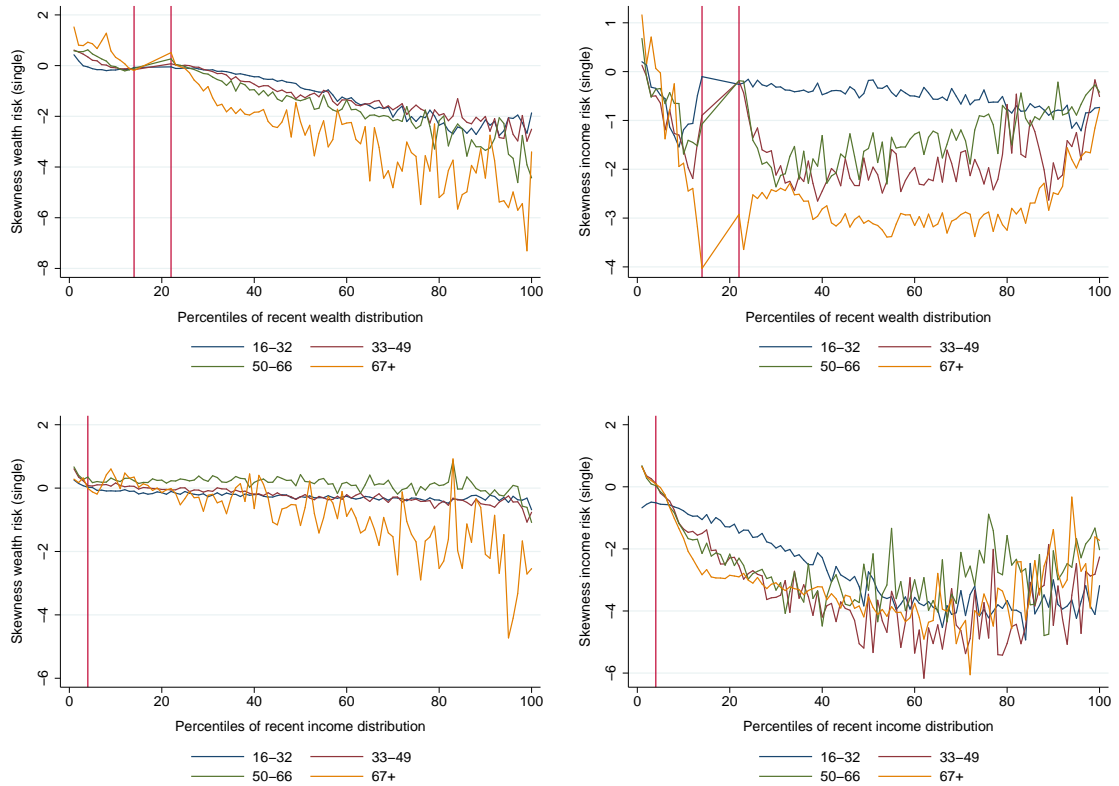 Skewness wealth risk (single)
2
0
−2
−4
−6
−8
0 20 40 60 80 100
Percentiles of recent wealth distribution
16−32 33−49
50−66 67+
Skewness income risk (single)
1
0
−1
−2
−3
−4
0 20 40 60 80 100
Percentiles of recent wealth distribution
16−32 33−49
50−66 67+
Skewness wealth risk (single)
2
0
−2
−4
−6
0 20 40 60 80 100
Percentiles of recent income distribution
16−32 33−49
50−66 67+
Skewness income risk (single)
2
0
−2
−4
−6
0 20 40 60 80 100
Percentiles of recent income distribution
16−32 33−49
50−66 67+